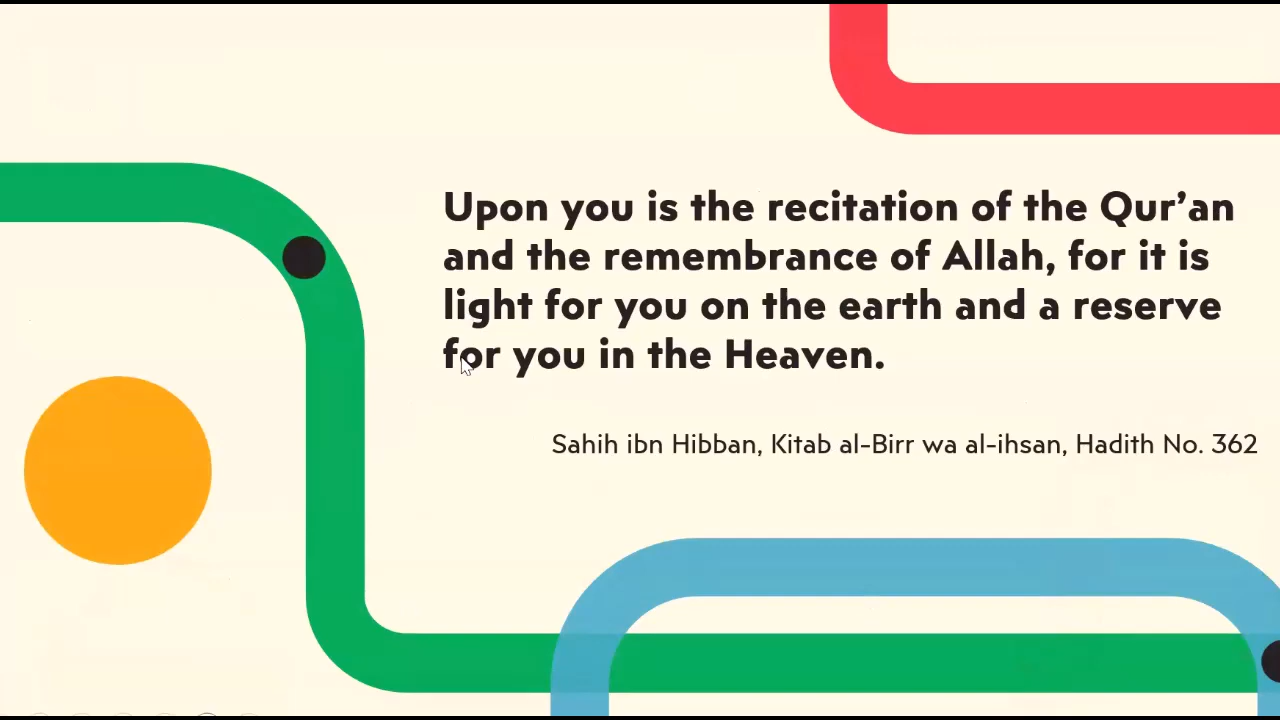 Upon you is the recitation of the Qur’an
and the remembrance of Allah, for it is
light for you on the earth and a reserve
for you in the Heaven.
Sahih ibn Hibban, Kitab al-Birr wa al-ihsan, Hadith No. 362